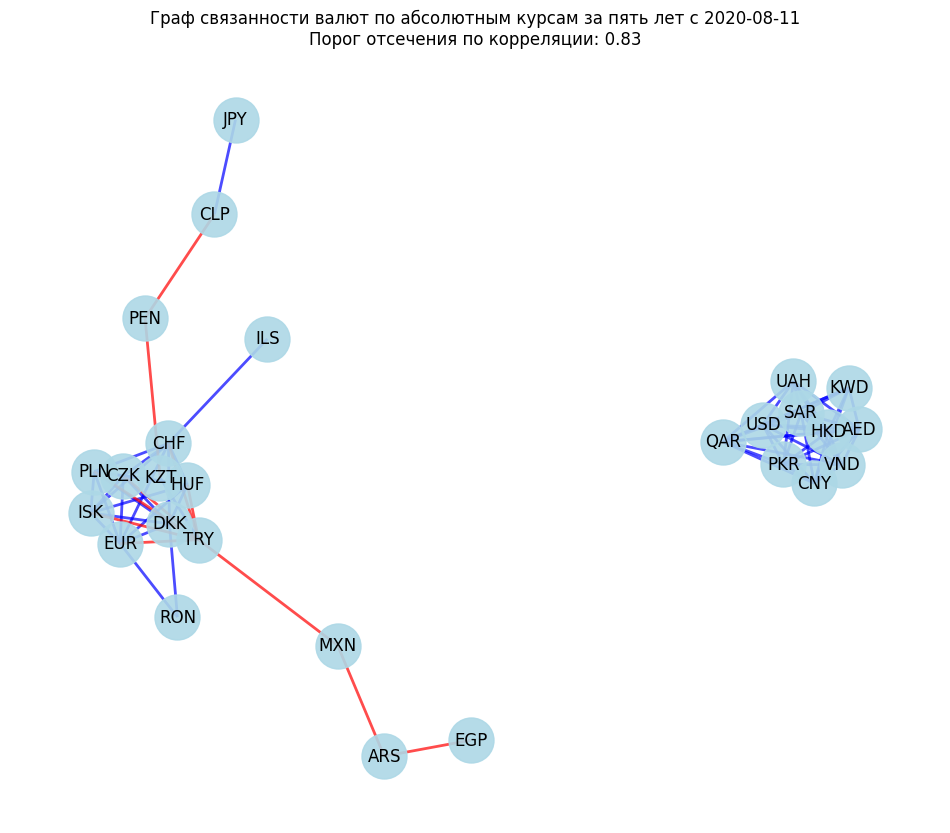 Граф связанности валют по абсолютным курсам за пять лет с 2020-08-11
Порог отсечения по корреляции: 0.83
JPY
CLP
PEN
ILS
UAH
KWD
SAR
USD
HKD
AED
QAR
PKR
VND
CNY
CHF
PLN
CZK
KZT
HUF
ISK
DKK
EUR
TRY
RON
MXN
ARS
EGP